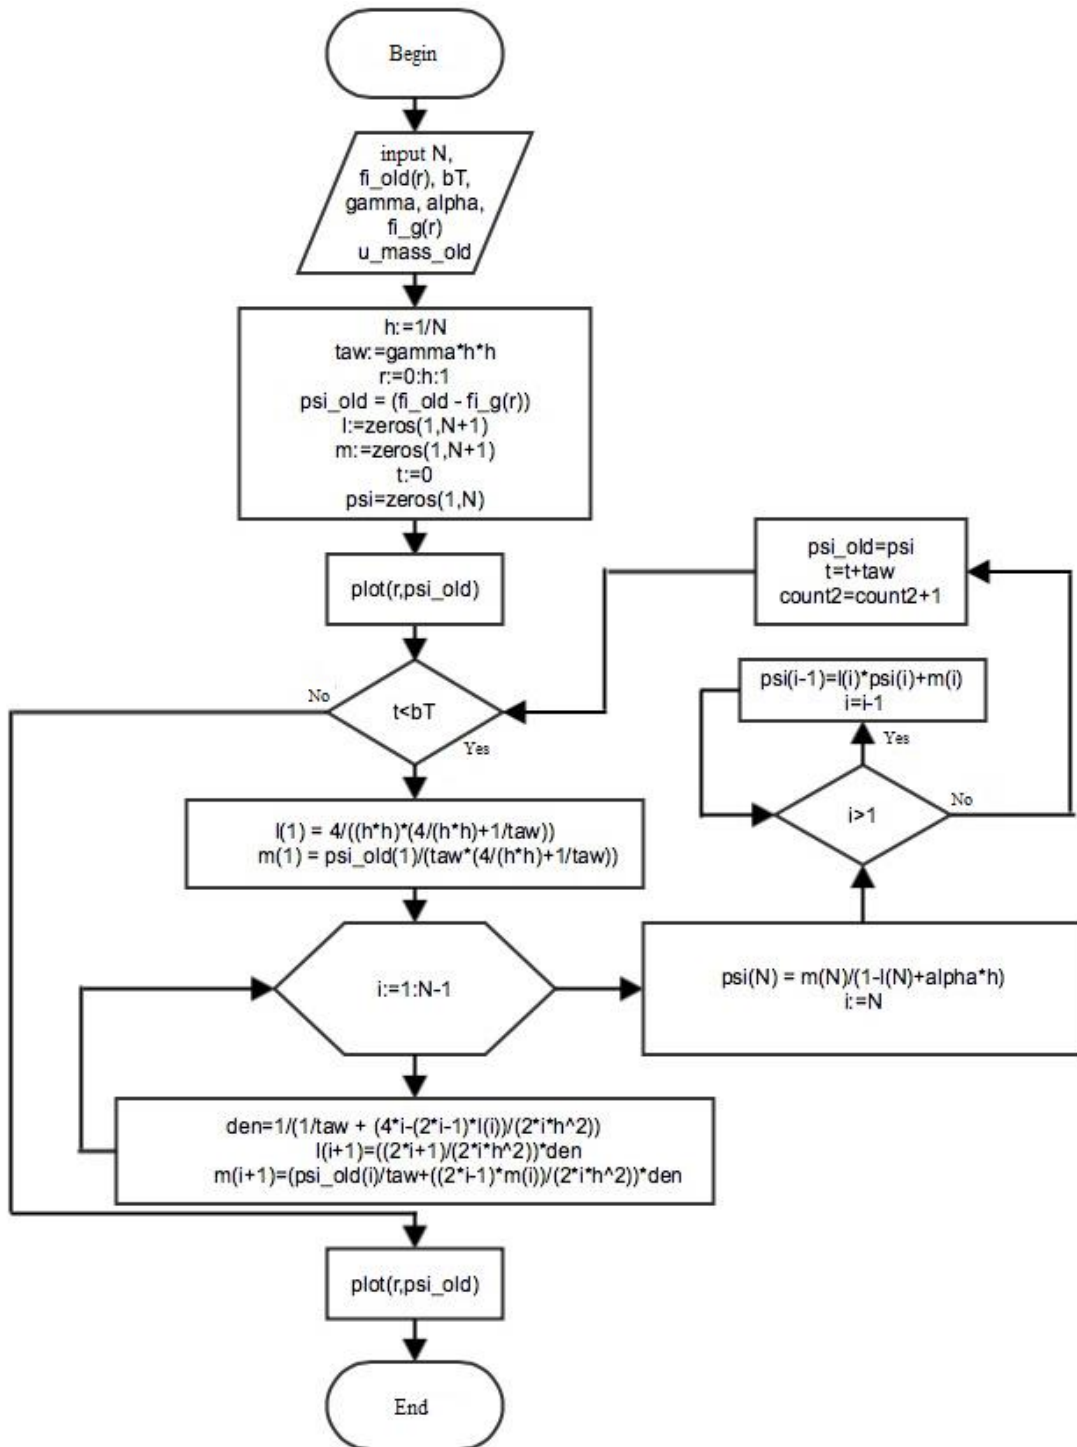 Begin
input N,
fi_old(r), bT,
gamma, alpha,
fi_g(r)
u_mass_old
h:=1/N
taw:=gamma*h*h
r:=0:h:1
psi_old = (fi_old - fi_g(r))
l:=zeros(1,N+1)
m:=zeros(1,N+1)
t:=0
psi=zeros(1,N)
plot(r,psi_old)
t<bT
No
Yes
l(1) = 4/((h*h)*(4/(h*h)+1/taw))
m(1) = psi_old(1)/(taw*(4/(h*h)+1/taw))
i:=1:N-1
den=1/(1/taw + (4*i-(2*i-1)*l(i))/(2*i*h^2))
l(i+1)=((2*i+1)/(2*i*h^2))*den
m(i+1)=(psi_old(i)/taw+((2*i-1)*m(i))/(2*i*h^2))*den
psi(N) = m(N)/(1-l(N)+alpha*h)
i:=N
i>1
Yes
No
psi(i-1)=l(i)*psi(i)+m(i)
i=i-1
psi_old=psi
t=t+taw
count2=count2+1
plot(r,psi_old)
End